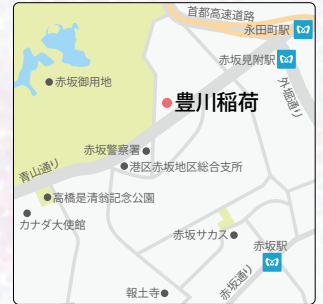 首都高速道路
永田町駅
赤坂見附駅
赤坂御用地
豊川稲荷
外堀通り
赤坂警察署
青山通り
港区赤坂地区総合支所
高橋是清翁記念公園
カナダ大使館
赤坂サカス
赤坂駅
赤坂通り
報土寺